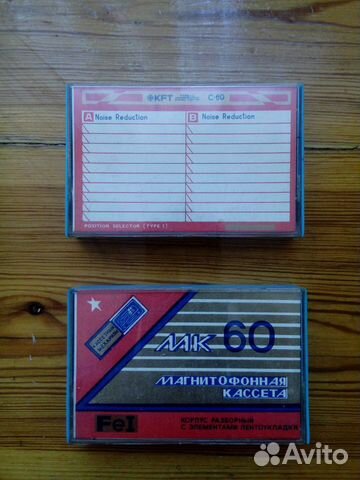 KFT C-60
A Noise Reduction B Noise Reduction
POSITION SELECTOR (TYPE I)
МК 60
МАГНИТОФОННАЯ
КАССЕТА
FeI
КОРПУС РАЗБОРНЫЙ
С ЭЛЕМЕНТАМИ ЛЕНТОУКЛАДКИ
Avito